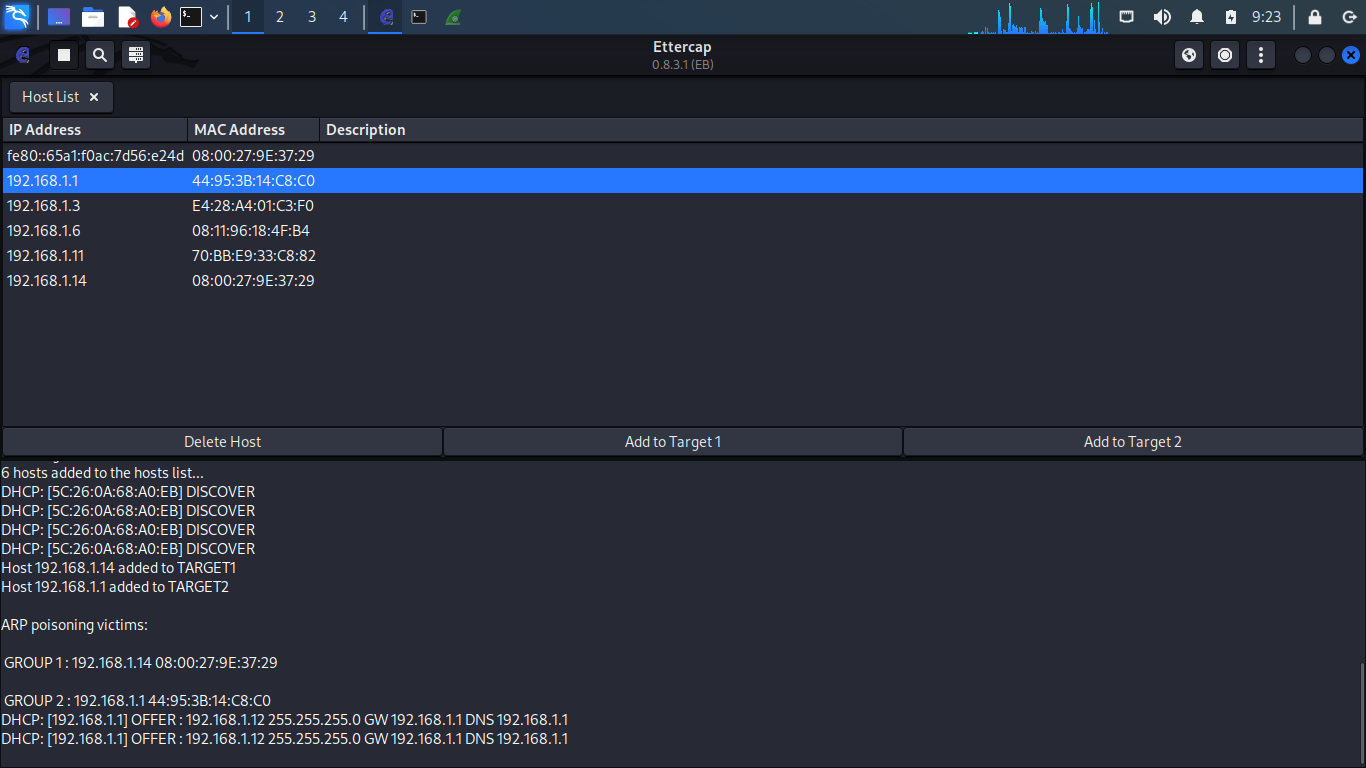 1 2 3 4 9:23
Ettercap
0.8.3.1 (EB)
Host List
IP Address MAC Address Description
fe80::65a1:f0ac:7d56:e24d 08:00:27:9E:37:29
192.168.1.1 44:95:3B:14:C8:C0
192.168.1.3 E4:28:A4:01:C3:F0
192.168.1.6 08:11:96:18:4F:B4
192.168.1.11 70:BB:E9:33:C8:82
192.168.1.14 08:00:27:9E:37:29
Delete Host Add to Target 1 Add to Target 2
6 hosts added to the hosts list...
DHCP: [5C:26:0A:68:A0:EB] DISCOVER
DHCP: [5C:26:0A:68:A0:EB] DISCOVER
DHCP: [5C:26:0A:68:A0:EB] DISCOVER
DHCP: [5C:26:0A:68:A0:EB] DISCOVER
Host 192.168.1.14 added to TARGET1
Host 192.168.1.1 added to TARGET2
ARP poisoning victims:
GROUP 1 : 192.168.1.14 08:00:27:9E:37:29
GROUP 2 : 192.168.1.1 44:95:3B:14:C8:C0
DHCP: [192.168.1.1] OFFER : 192.168.1.12 255.255.255.0 GW 192.168.1.1 DNS 192.168.1.1
DHCP: [192.168.1.1] OFFER : 192.168.1.12 255.255.255.0 GW 192.168.1.1 DNS 192.168.1.1